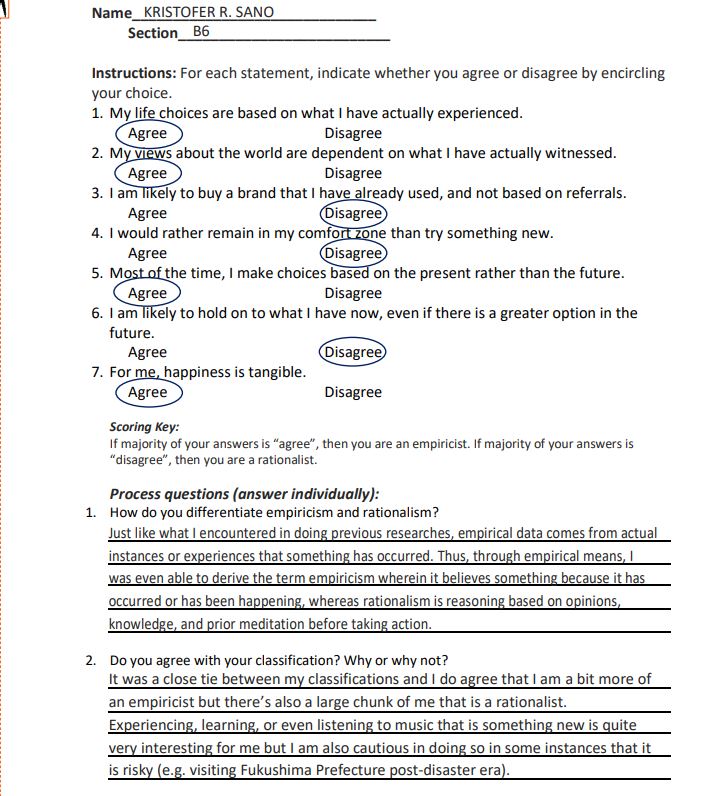 Name KRISTOFER R. SANO
Section B6
Instructions: For each statement, indicate whether you agree or disagree by encircling
your choice.
1. My life choices are based on what I have actually experienced.
Agree Disagree
2. My views about the world are dependent on what I have actually witnessed.
Agree Disagree
3. I am likely to buy a brand that I have already used, and not based on referrals.
Agree Disagree
4. I would rather remain in my comfort zone than try something new.
Agree Disagree
5. Most of the time, I make choices based on the present rather than the future.
Agree Disagree
6. I am likely to hold on to what I have now, even if there is a greater option in the
future.
Agree Disagree
7. For me, happiness is tangible.
Agree Disagree
Scoring Key:
If majority of your answers is “agree”, then you are an empiricist. If majority of your answers is
“disagree”, then you are a rationalist.
Process questions (answer individually):
1. How do you differentiate empiricism and rationalism?
Just like what I encountered in doing previous researches, empirical data comes from actual
instances or experiences that something has occurred. Thus, through empirical means, I
was even able to derive the term empiricism wherein it believes something because it has
occurred or has been happening, whereas rationalism is reasoning based on opinions,
knowledge, and prior meditation before taking action.
2. Do you agree with your classification? Why or why not?
It was a close tie between my classifications and I do agree that I am a bit more of
an empiricist but there’s also a large chunk of me that is a rationalist.
Experiencing, learning, or even listening to music that is something new is quite
very interesting for me but I am also cautious in doing so in some instances that it
is risky (e.g. visiting Fukushima Prefecture post-disaster era).